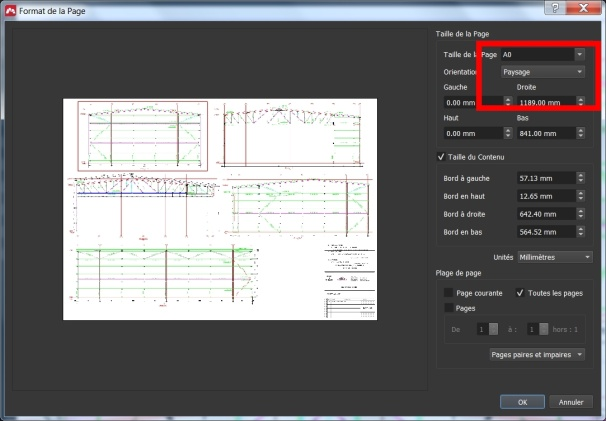 Format de la Page
Taille de la Page
Taille de la Page A0
Orientation Paysage
Gauche Droite
0.00 mm 1189.00 mm
Haut Bas
0.00 mm 841.00 mm
Taille du Contenu
Bord à gauche 57.13 mm
Bord en haut 12.65 mm
Bord à droite 642.40 mm
Bord en bas 564.52 mm
Unités Millimètres
Plage de page
Page courante Toutes les pages
Pages
De 1 à : 1 hors : 1
Pages paires et impaires
OK Annuler